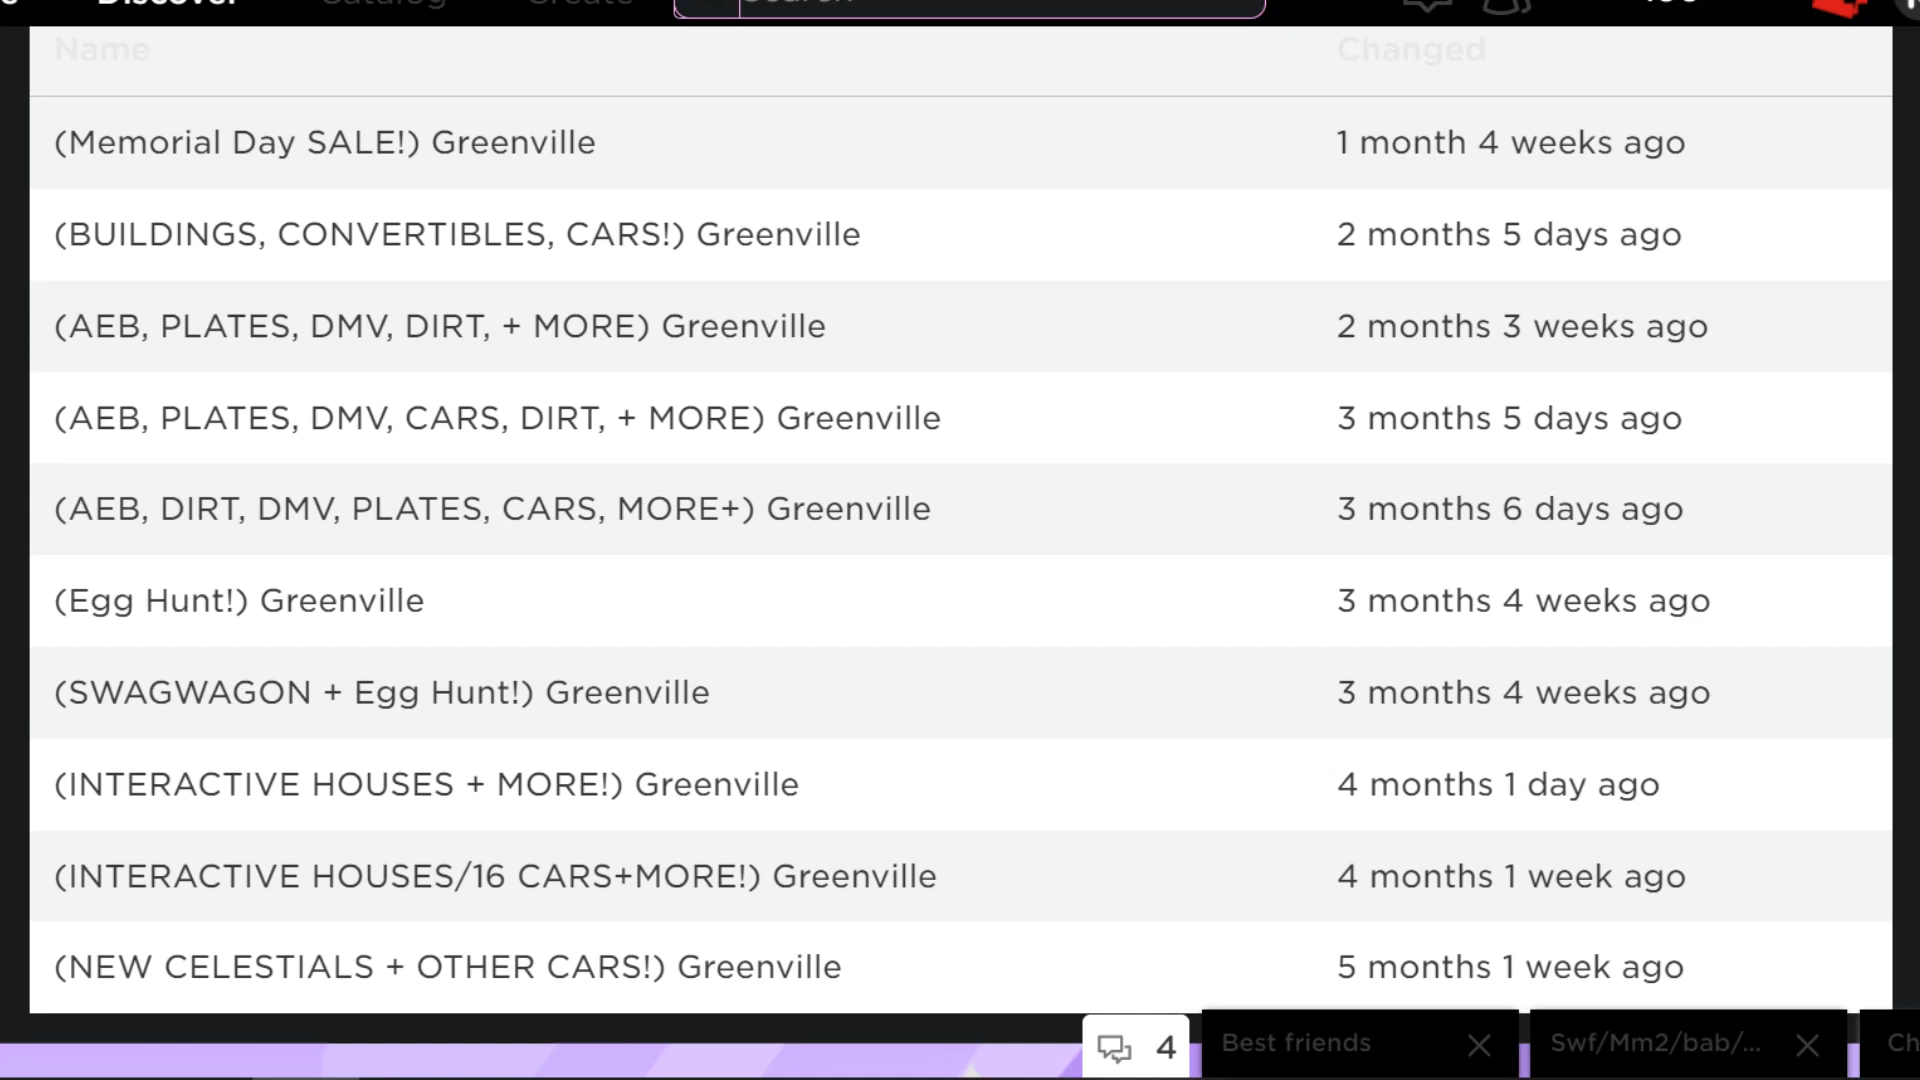 Discover Catalog Create Search
Name Changed
(Memorial Day SALE!) Greenville 1 month 4 weeks ago
(BUILDINGS, CONVERTIBLES, CARS!) Greenville 2 months 5 days ago
(AEB, PLATES, DMV, DIRT, + MORE) Greenville 2 months 3 weeks ago
(AEB, PLATES, DMV, CARS, DIRT, + MORE) Greenville 3 months 5 days ago
(AEB, DIRT, DMV, PLATES, CARS, MORE+) Greenville 3 months 6 days ago
(Egg Hunt!) Greenville 3 months 4 weeks ago
(SWAGWAGON + Egg Hunt!) Greenville 3 months 4 weeks ago
(INTERACTIVE HOUSES + MORE!) Greenville 4 months 1 day ago
(INTERACTIVE HOUSES/16 CARS+MORE!) Greenville 4 months 1 week ago
(NEW CELESTIALS + OTHER CARS!) Greenville 5 months 1 week ago
4 Best friends Swf/Mm2/bab/... Ch